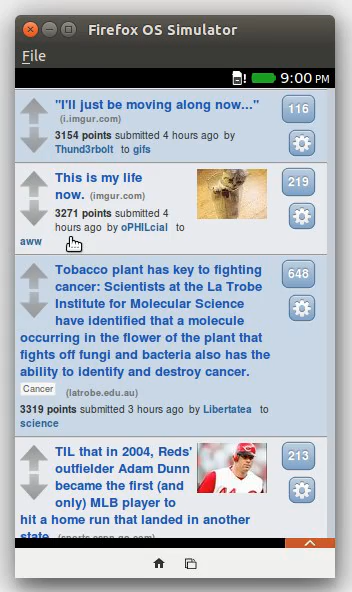 Firefox OS Simulator
File
9:00 PM
"I'll just be moving along now..."
(i.imgur.com)
116
3154 points submitted 4 hours ago by
Thund3rbolt to gifs
This is my life
now. (imgur.com)
219
3271 points submitted 4
hours ago by oPHILcial to
aww
Tobacco plant has key to fighting
cancer: Scientists at the La Trobe
Institute for Molecular Science
have identified that a molecule
occurring in the flower of the plant that
fights off fungi and bacteria also has the
ability to identify and destroy cancer.
648
Cancer (latrobe.edu.au)
3319 points submitted 3 hours ago by Libertatea to
science
TIL that in 2004, Reds'
outfielder Adam Dunn
became the first (and
only) MLB player to
hit a home run that landed in another
state. (sports.espn.go.com)
213